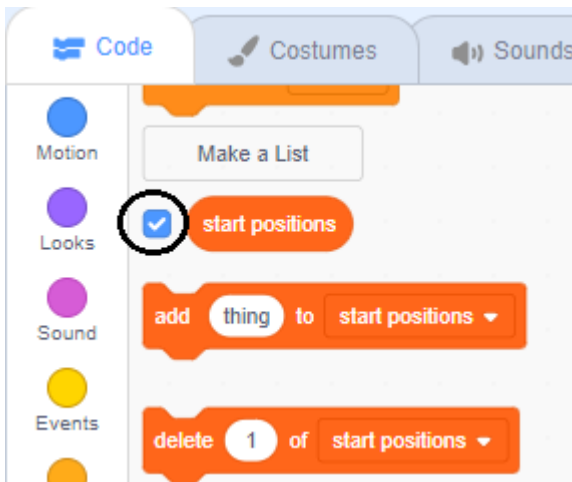 Code Costumes Sounds
Motion
Make a List
Looks
start positions
Sound
add thing to start positions
Events
delete 1 of start positions